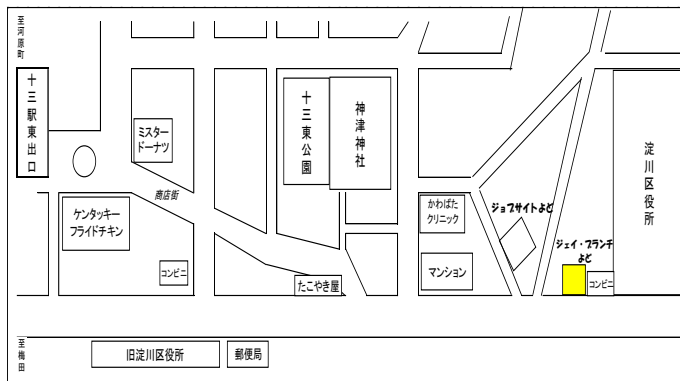 至河原町
十三駅東出口
ミスター
ドーナツ
商店街
ケンタッキー
フライドチキン
コンビニ
十三東公園
神津神社
たこやき屋
かわばた
クリニック
マンション
ジョブサイトよど
ジェイ・ブランチ
よど
コンビニ
淀川区役所
至梅田
旧淀川区役所
郵便局